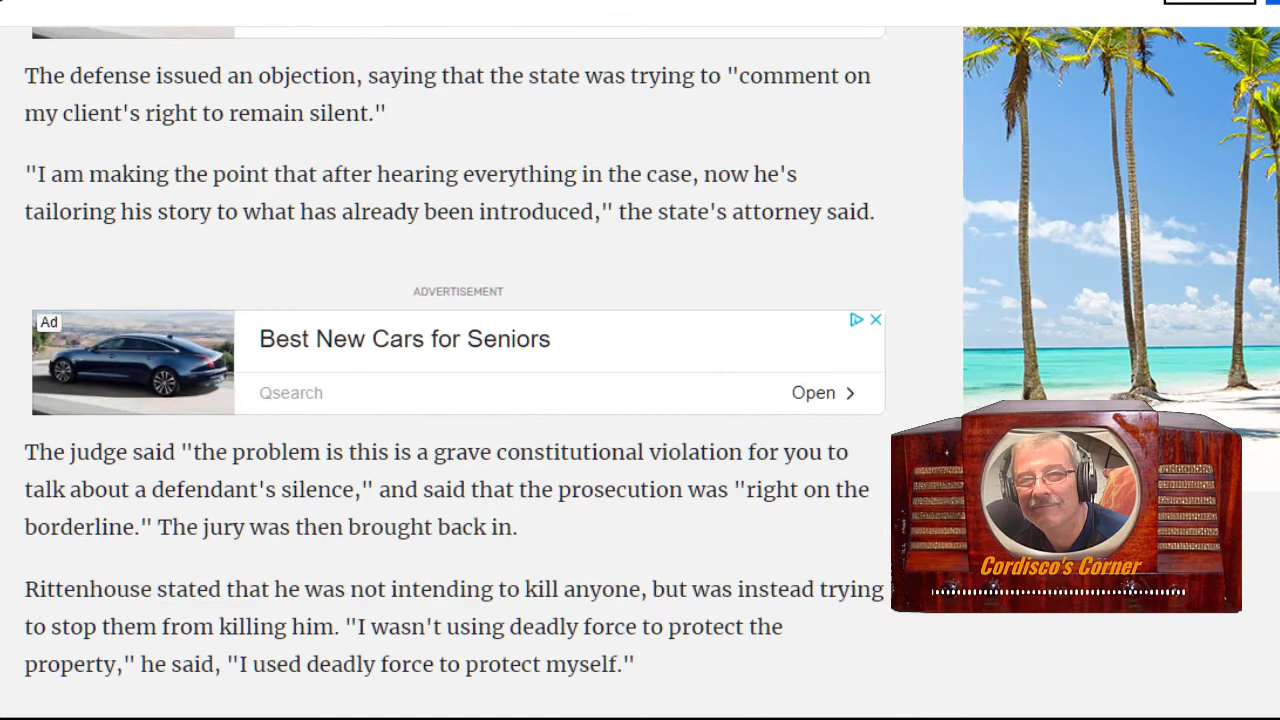 The defense issued an objection, saying that the state was trying to "comment on
my client's right to remain silent."
"I am making the point that after hearing everything in the case, now he's
tailoring his story to what has already been introduced," the state's attorney said.
ADVERTISEMENT
Ad
Best New Cars for Seniors
Qsearch
Open
The judge said "the problem is this is a grave constitutional violation for you to
talk about a defendant's silence," and said that the prosecution was "right on the
borderline." The jury was then brought back in.
Cordisco's Corner
Rittenhouse stated that he was not intending to kill anyone, but was instead trying
to stop them from killing him. "I wasn't using deadly force to protect the
property," he said, "I used deadly force to protect myself."